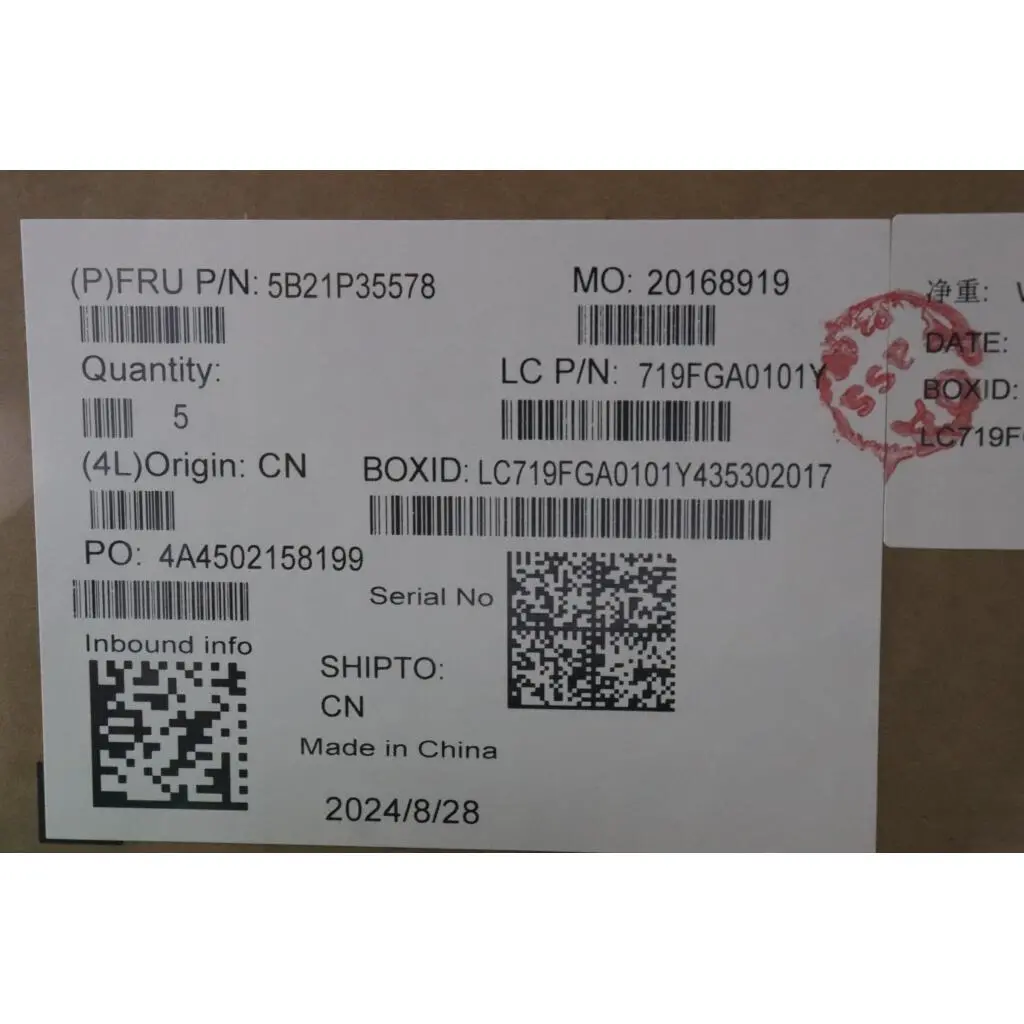 (P)FRU P/N: 5B21P35578
MO: 20168919
Quantity:
5
LC P/N: 719FGA0101Y
(4L)Origin: CN
BOXID: LC719FGA0101Y435302017
PO: 4A4502158199
Serial No
Inbound info
SHIPTO:
CN
Made in China
2024/8/28
净重:
DATE:
BOXID:
LC719F